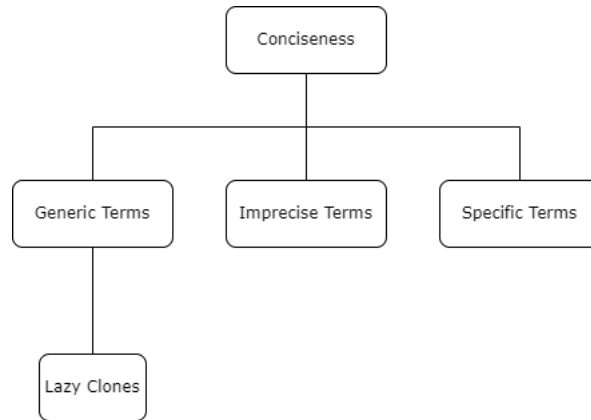 Conciseness
Generic Terms
Imprecise Terms
Specific Terms
Lazy Clones